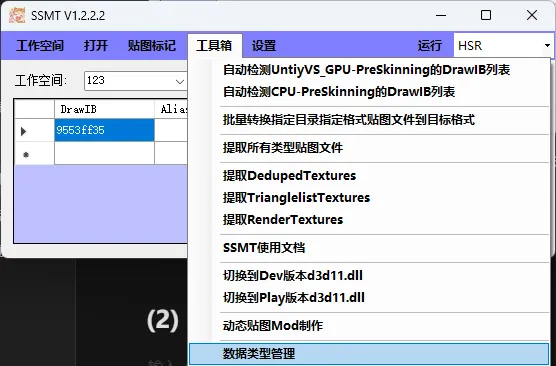 SSMT V1.2.2.2
工作空间 打开 贴图标记 工具箱 设置 运行 HSR
自动检测UntiyVS_GPU-PreSkinning的DrawIB列表
自动检测CPU-PreSkinning的DrawIB列表
工作空间: 123
DrawIB Alia
批量转换指定目录指定格式贴图文件到目标格式
9553ff35
提取所有类型贴图文件
提取DedupedTextures
提取TrianglelistTextures
提取RenderTextures
SSMT使用文档
切换到Dev版本d3d11.dll
切换到Play版本d3d11.dll
(2)
动态贴图Mod制作
数据类型管理